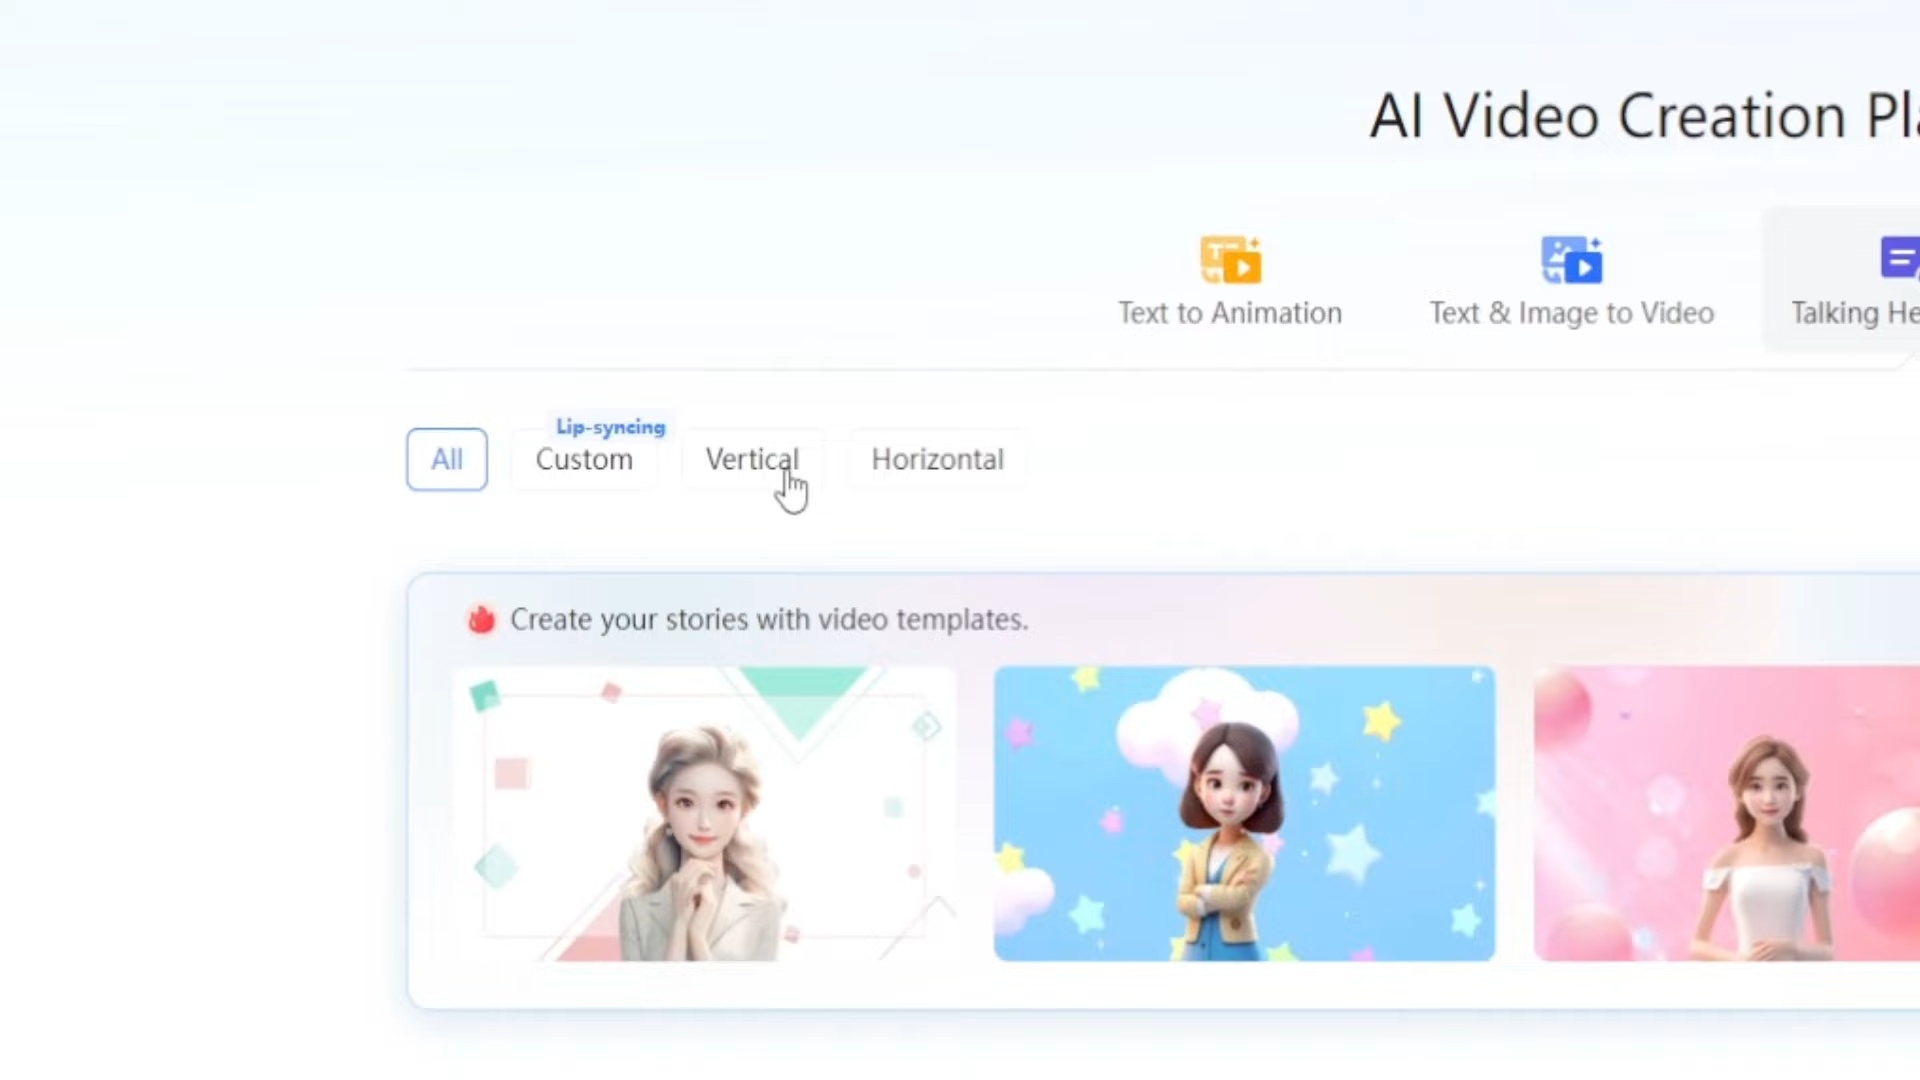 AI Video Creation Pl
Text to Animation
Text & Image to Video
Talking He
All
Lip-syncing
Custom
Vertical
Horizontal
Create your stories with video templates.